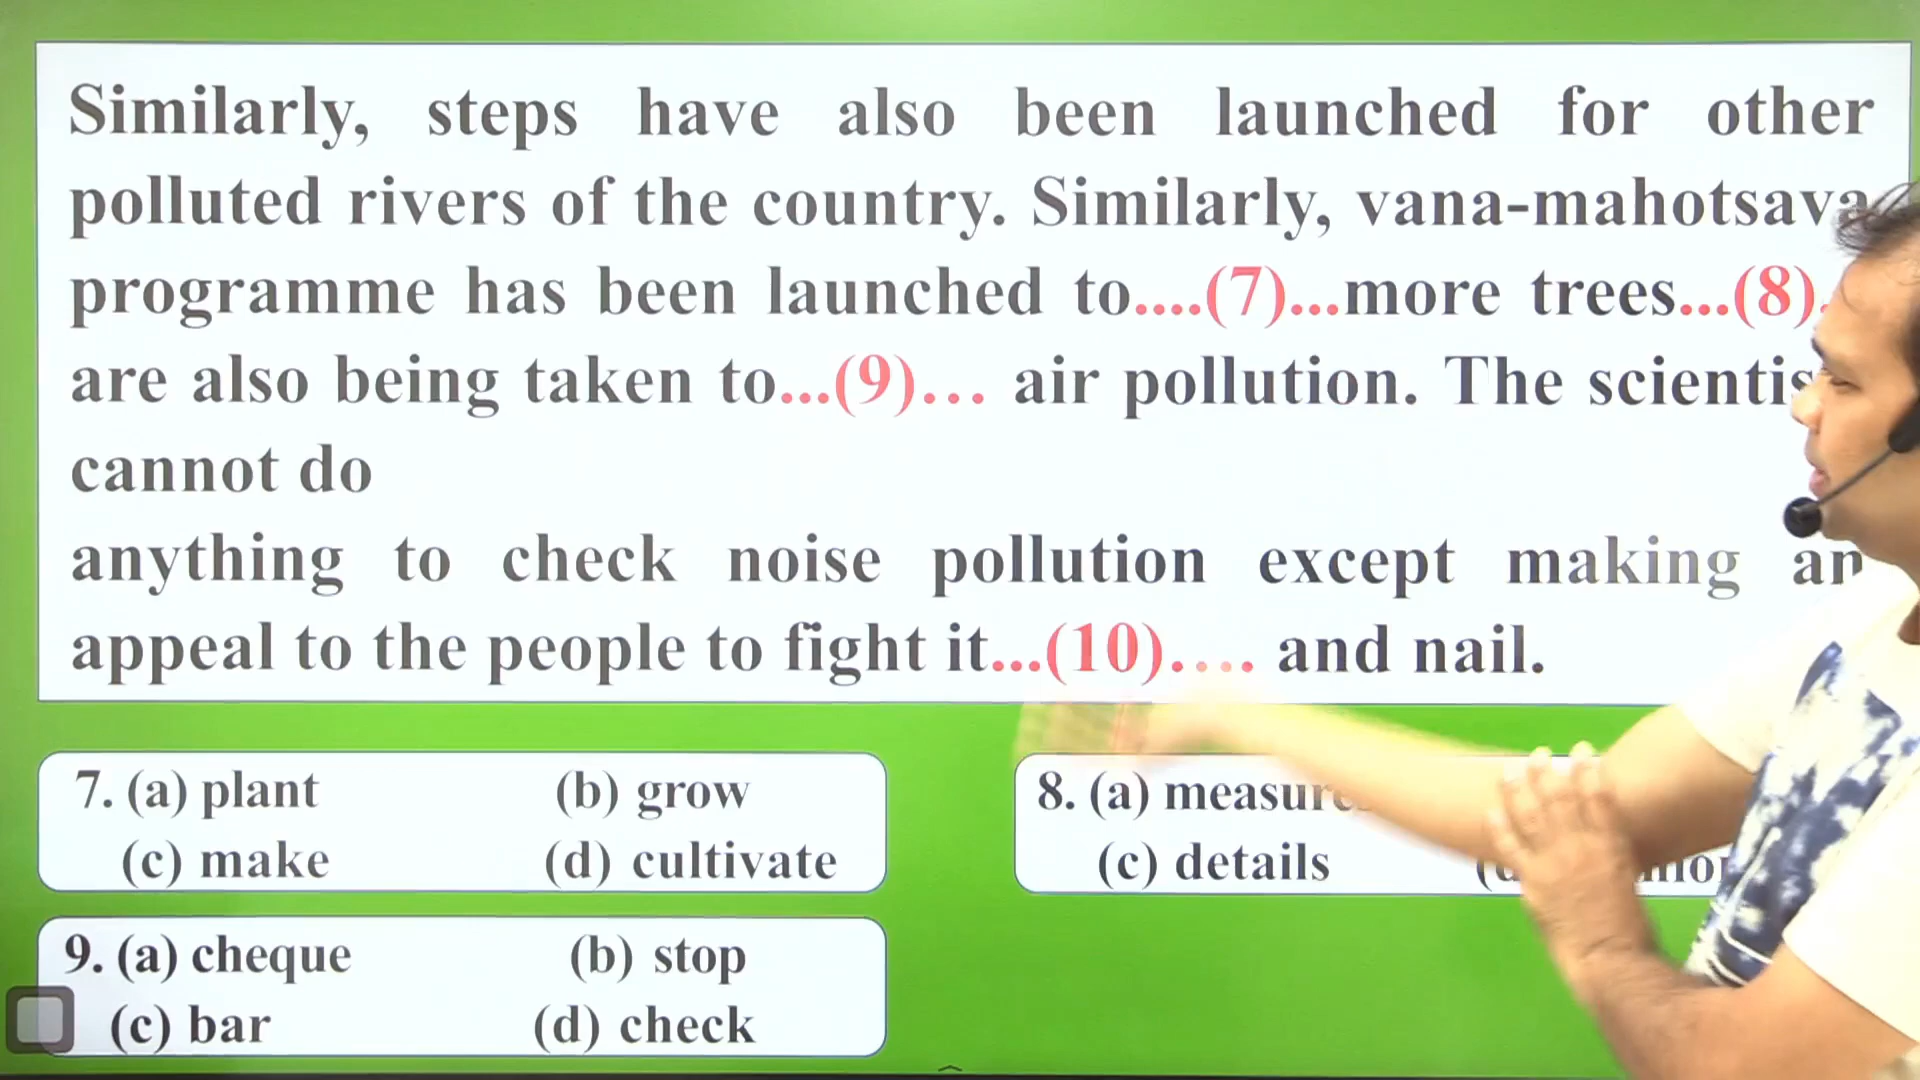 Similarly, steps have also been launched for other
polluted rivers of the country. Similarly, vana-mahotsava
programme has been launched to....(7)...more trees...(8).
are also being taken to...(9)... air pollution. The
cannot do
anything to check noise pollution except making an
appeal to the people to fight it...(10).... and nail.
7. (a) plant (b) grow
(c) make (d) cultivate
8. (a)
(c) details
9. (a) cheque (b) stop
(c) bar (d) check